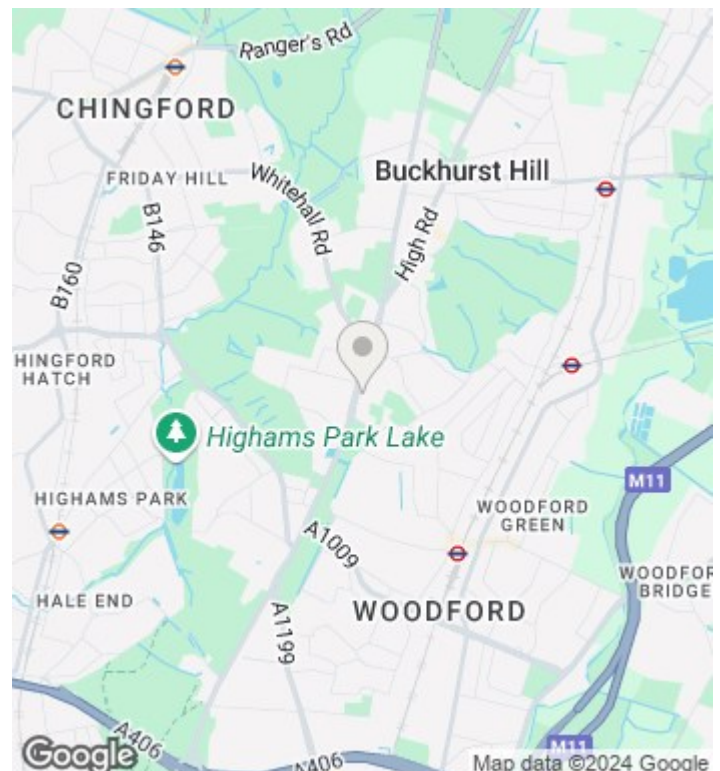 Ranger's Rd
CHINGFORD
FRIDAY HILL
Whitehall Rd
Buckhurst Hill
B146
High Rd
B160
HINGFORD
HATCH
Highams Park Lake
M11
HIGHAMS PARK
WOODFORD
GREEN
A1009
WOODFOR
BRIDGE
HALE END
WOODFORD
A1199
A406
M11
A406
Google
Map data ©2024 Google